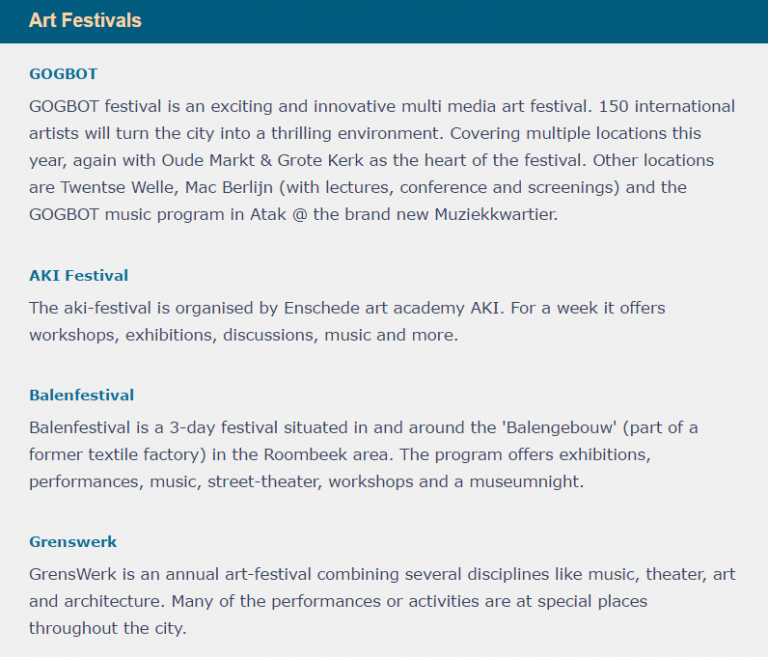 Art Festivals
GOGBOT
GOGBOT festival is an exciting and innovative multi media art festival. 150 international
artists will turn the city into a thrilling environment. Covering multiple locations this
year, again with Oude Markt & Grote Kerk as the heart of the festival. Other locations
are Twentse Welle, Mac Berlijn (with lectures, conference and screenings) and the
GOGBOT music program in Atak @ the brand new Muziekkwartier.
AKI Festival
The aki-festival is organised by Enschede art academy AKI. For a week it offers
workshops, exhibitions, discussions, music and more.
Balenfestival
Balenfestival is a 3-day festival situated in and around the 'Balengebouw' (part of a
former textile factory) in the Roombeek area. The program offers exhibitions,
performances, music, street-theater, workshops and a museumnight.
Grenswerk
GrensWerk is an annual art-festival combining several disciplines like music, theater, art
and architecture. Many of the performances or activities are at special places
throughout the city.